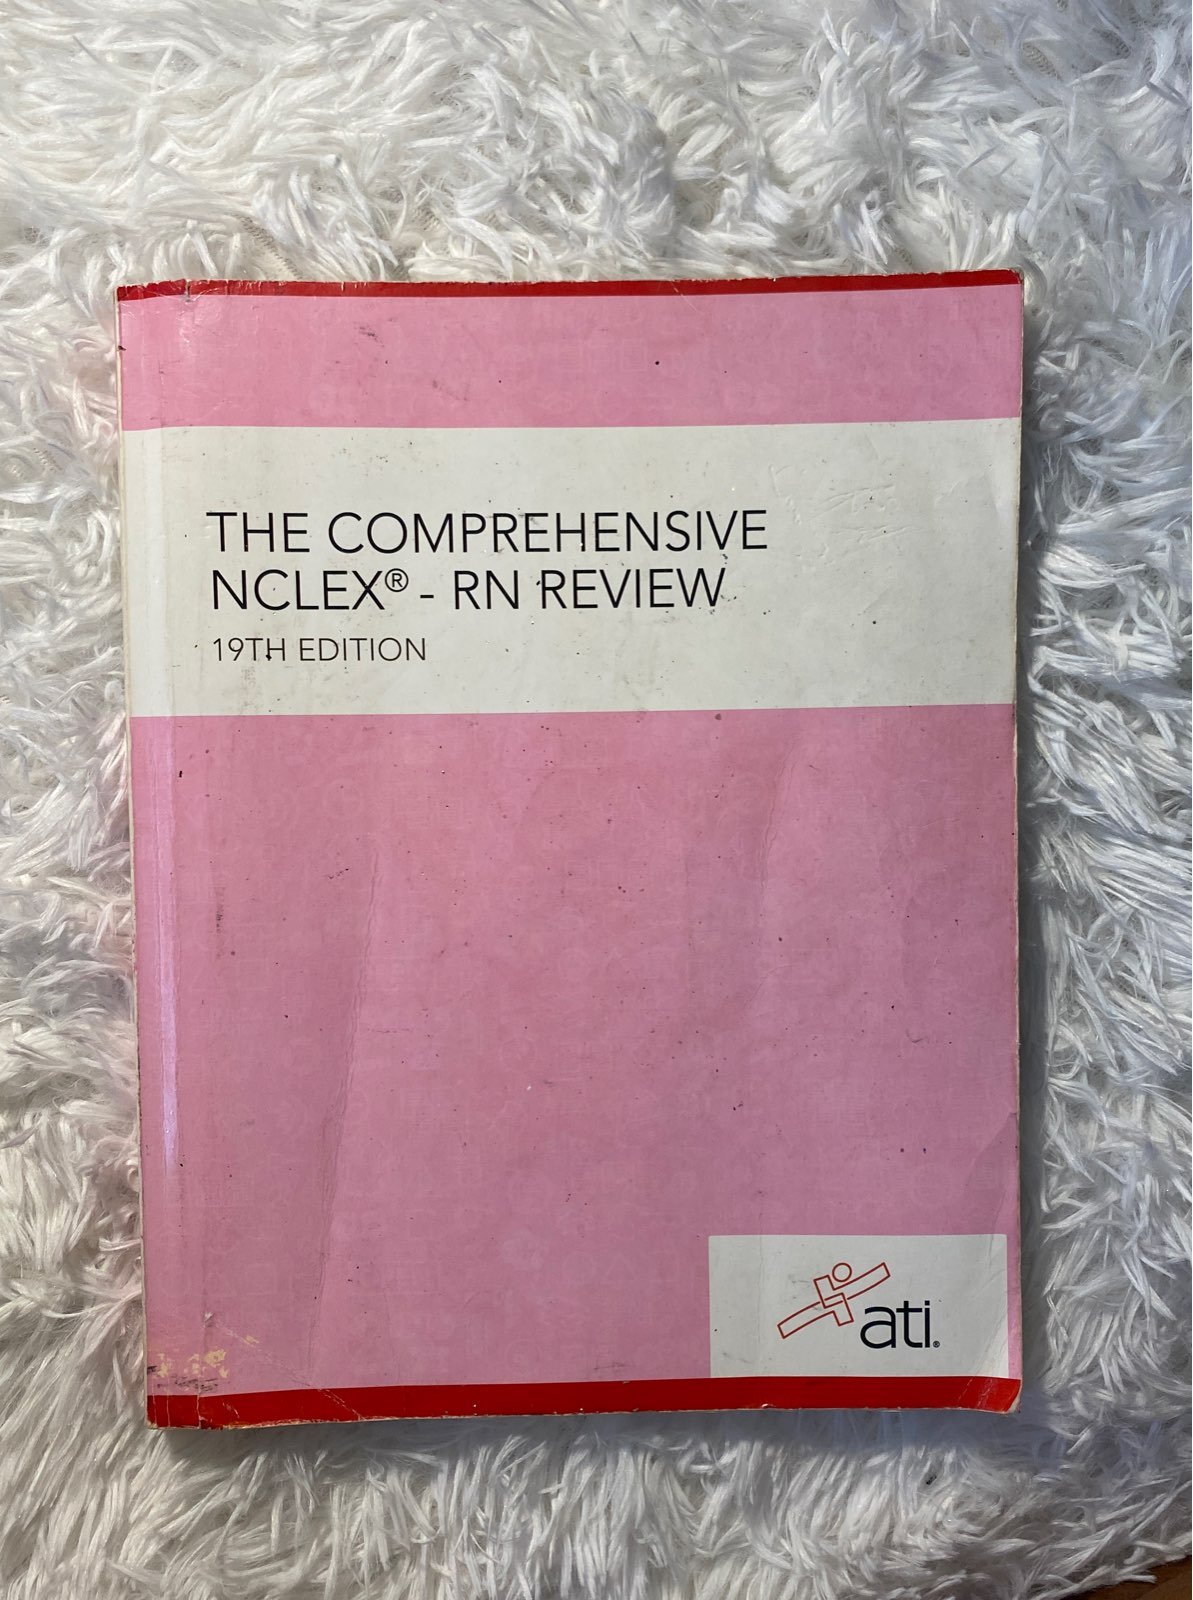 THE COMPREHENSIVE
NCLEX® - RN REVIEW
19TH EDITION
ati®